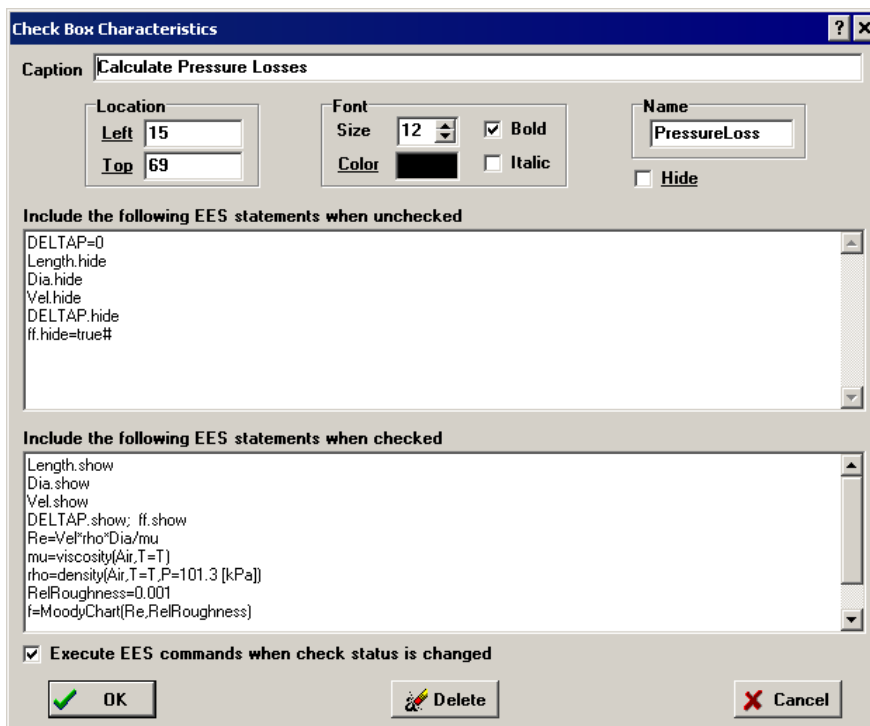 Check Box Characteristics
Caption Calculate Pressure Losses
Location Font Name
Left 15 Size 12 Bold PressureLoss
Top 69 Color Italic Hide
Include the following EES statements when unchecked
DELTAP=0
Length.hide
Dia.hide
Vel.hide
DELTAP.hide
ff.hide=true#
Include the following EES statements when checked
Length.show
Dia.show
Vel.show
DELTAP.show; ff.show
Re=Vel*rho*Dia/mu
mu=viscosity(Air,T=T)
rho=density(Air,T=T,P=101.3 [kPa])
RelRoughness=0.001
f=MoodyChart(Re,RelRoughness)
Execute EES commands when check status is changed
OK Delete Cancel